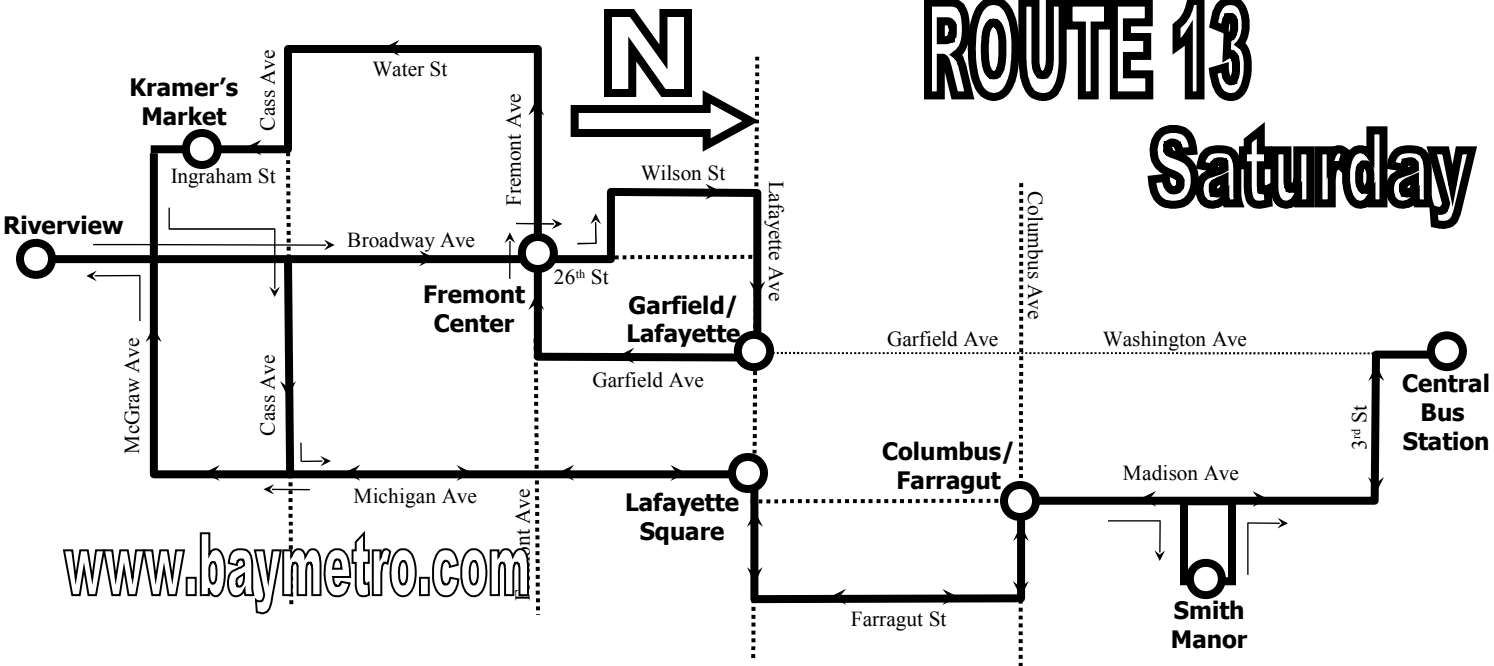 ROUTE 13
Saturday
N
Water St
Cass Ave
Kramer's
Market
Ingraham St
Fremont Ave
Wilson St
Lafayette Ave
Columbus Ave
Riverview
Broadway Ave
26th St
Fremont
Center
Garfield/
Lafayette
Garfield Ave
Garfield Ave
Washington Ave
Central
Bus
Station
3rd St
McGraw Ave
Cass Ave
Columbus/
Farragut
Madison Ave
Michigan Ave
Lafayette
Square
Fremont Ave
www.baymetro.com
Farragut St
Smith
Manor